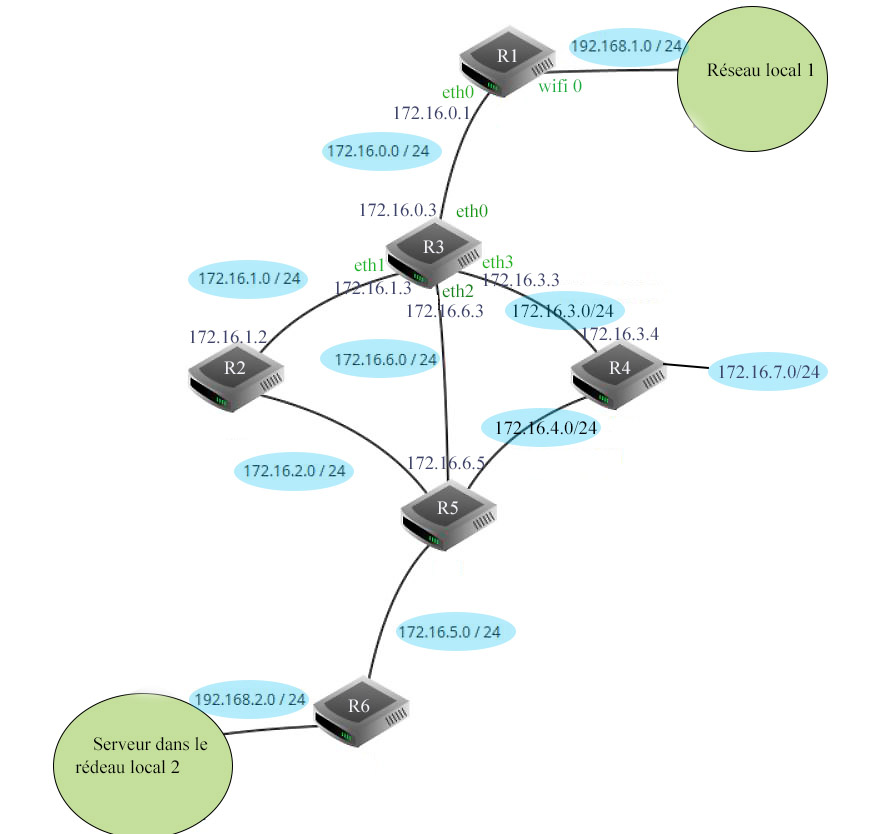 R1
192.168.1.0 / 24
Réseau local 1
eth0
wifi 0
172.16.0.1
172.16.0.0 / 24
172.16.0.3
eth0
R3
eth1
eth3
172.16.1.0 / 24
172.16.1.3
eth2
172.16.3.3
172.16.6.3
172.16.3.0/24
172.16.1.2
172.16.3.4
172.16.6.0 / 24
R2
R4
172.16.7.0/24
172.16.4.0/24
172.16.2.0 / 24
172.16.6.5
R5
172.16.5.0 / 24
192.168.2.0 / 24
R6
Serveur dans le
rédeau local 2